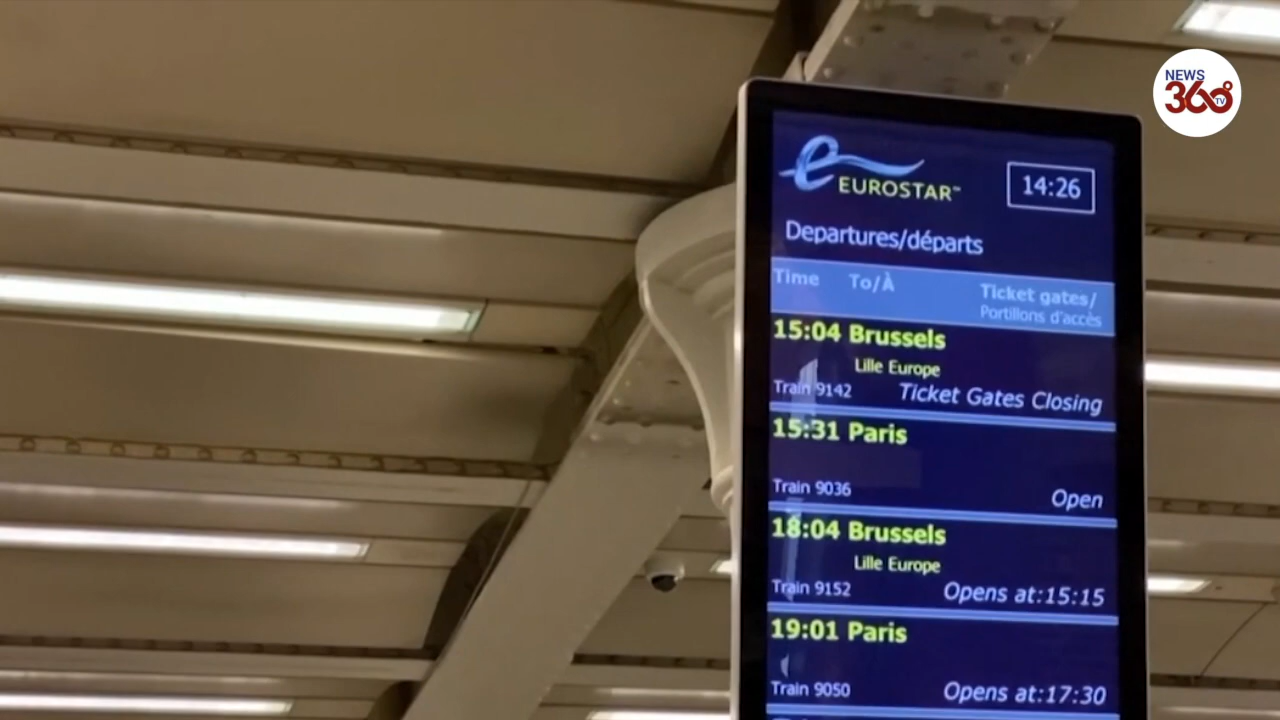 NEWS
360°
TV
EUROSTAR™
14:26
Departures/départs
Time To/À Ticket gates/
Portillons d'accès
15:04 Brussels
Lille Europe
Train 9142 Ticket Gates Closing
15:31 Paris
Train 9036 Open
18:04 Brussels
Lille Europe
Train 9152 Opens at:15:15
19:01 Paris
Train 9050 Opens at:17:30